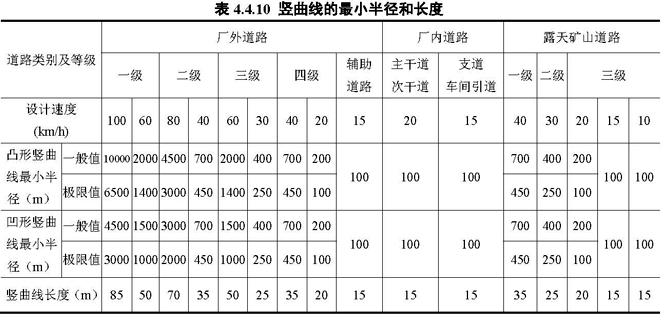 表 4.4.10 竖曲线的最小半径和长度
道路类别及等级 厂外道路 厂内道路 露天矿山道路
一级 二级 三级 四级 辅助道路 主干道 次干道 支道 车间引道 一级 二级 三级
设计速度 (km/h) 100 60 80 40 60 30 40 20 15 20 15 40 30 20 15 10
凸形竖曲线最小半径（m） 一般值 10000 2000 4500 700 2000 400 700 200 100 100 100 700 400 200 100 100
极限值 6500 1400 3000 450 1400 250 450 100 450 250 100
凹形竖曲线最小半径（m） 一般值 4500 1500 3000 700 1500 400 700 200 100 100 100 700 400 200 100 100
极限值 3000 1000 2000 450 1000 250 450 100 450 250 100
竖曲线长度（m） 85 50 70 35 50 25 35 20 15 15 15 35 25 20 15 15